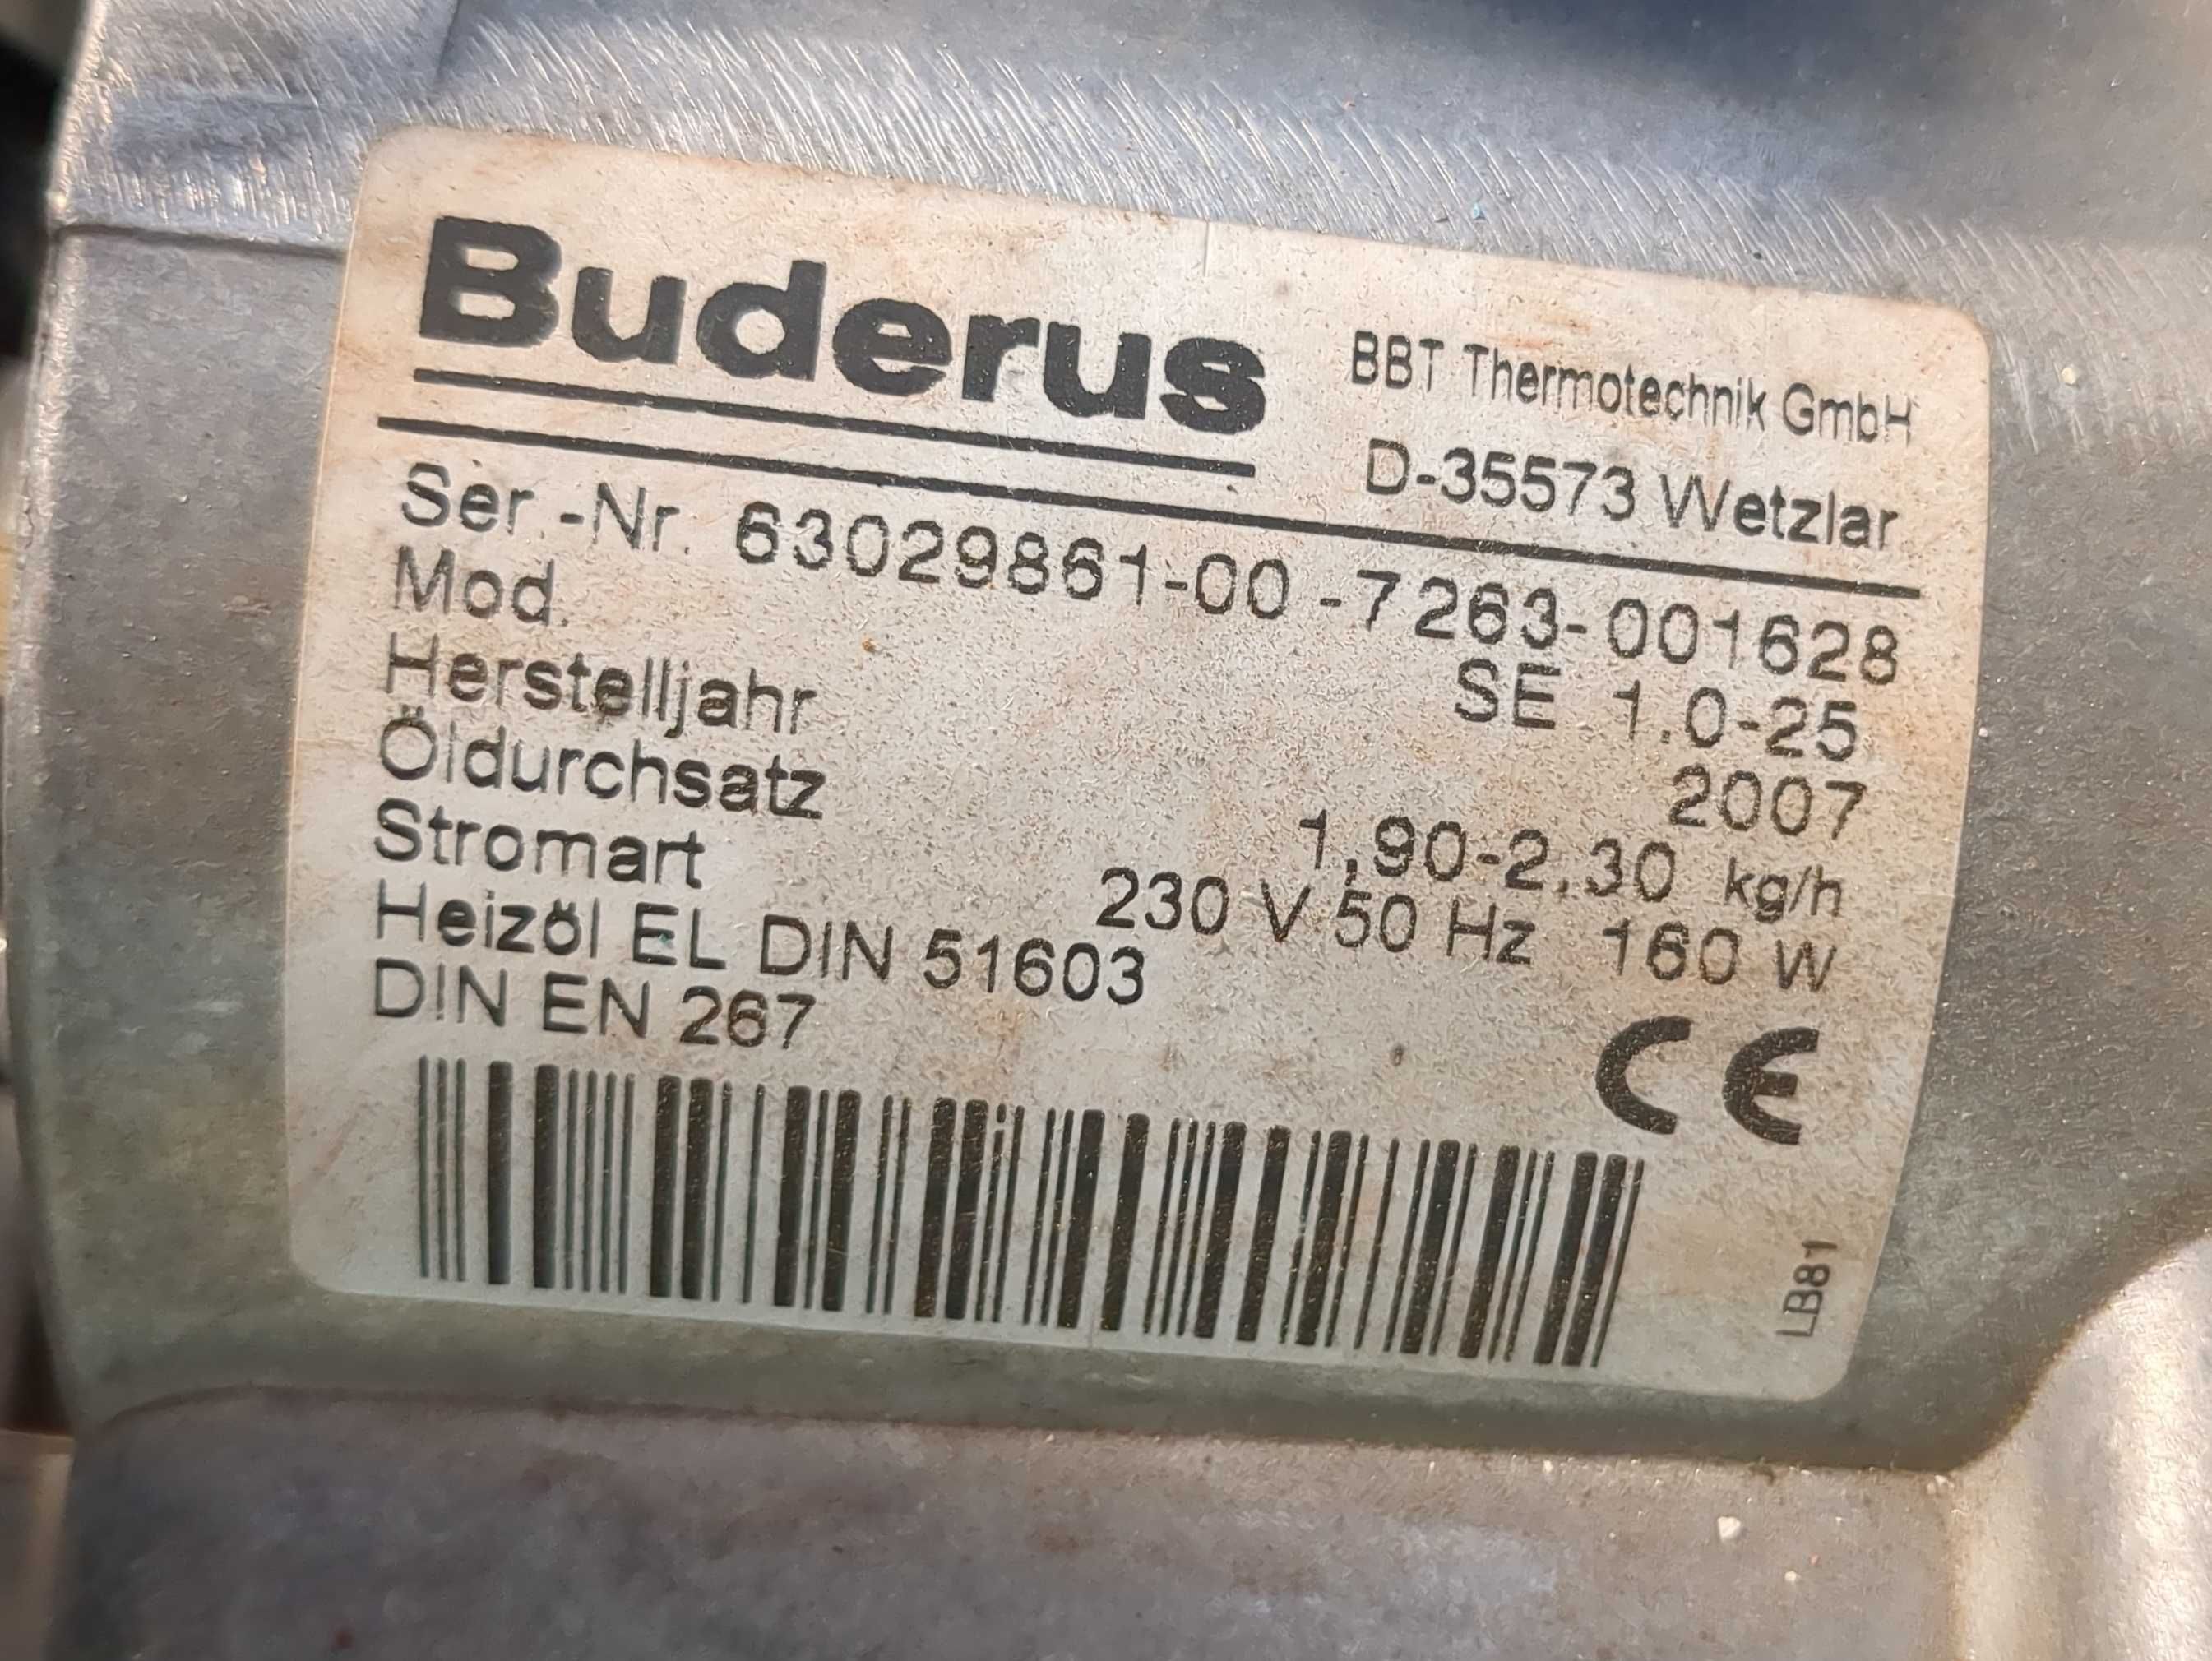 Buderus
BBT Thermotechnik GmbH
D-35573 Wetzlar
Ser.-Nr. 63029861-00-7263-001628
Mod. SE 1.0-25
Herstelljahr 2007
Öldurchsatz 1,90-2,30 kg/h
Stromart 230 V 50 Hz 160 W
Heizöl EL DIN 51603
DIN EN 267
CE
LB81